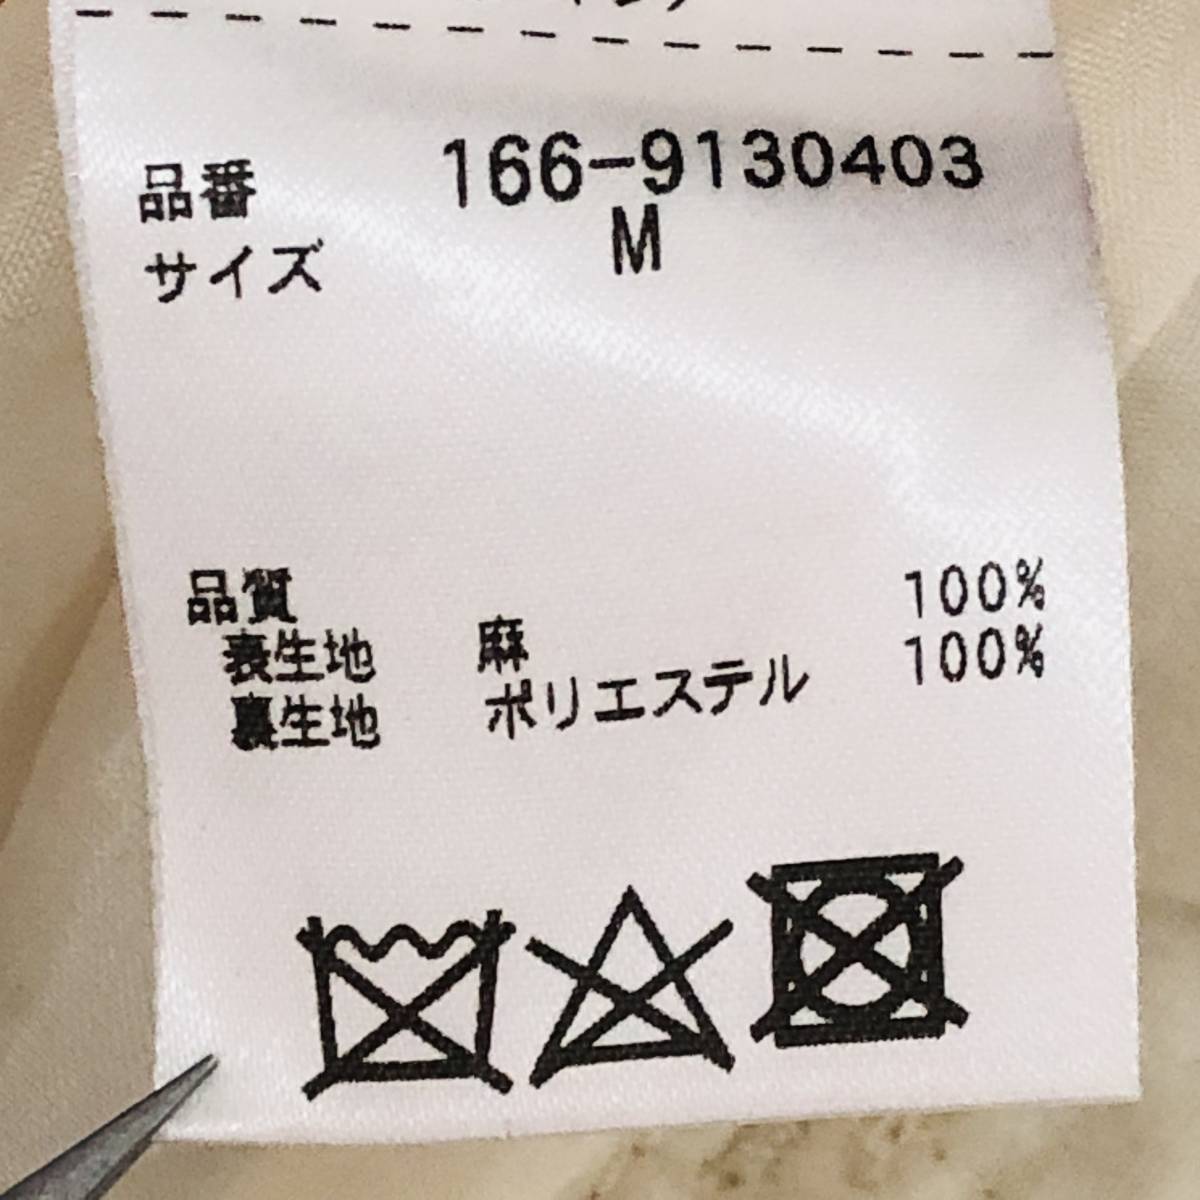 品番 166-9130403
サイズ M
品質
表生地 麻 100%
裏生地 ポリエステル 100%